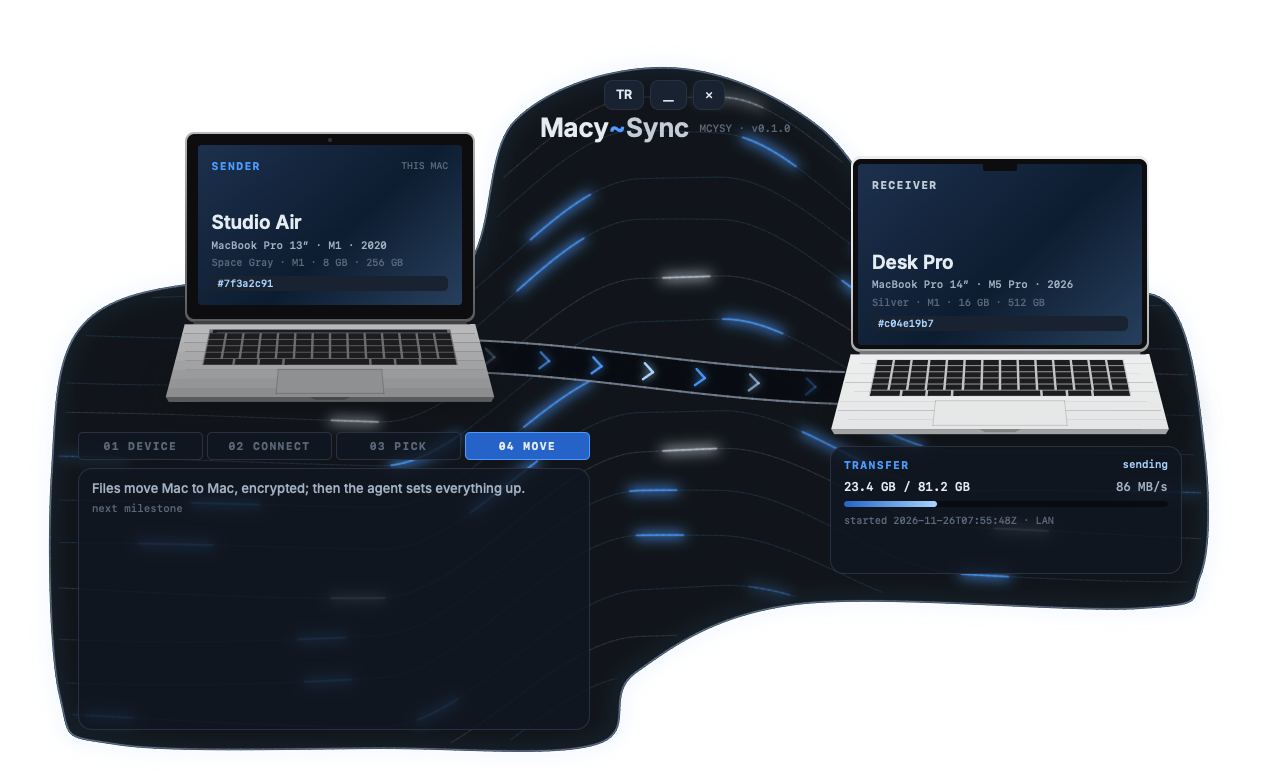 TR _ ×
Macy~Sync MCYSY · v0.1.0
SENDER THIS MAC
Studio Air
MacBook Pro 13″ · M1 · 2020
Space Gray · M1 · 8 GB · 256 GB
#7f3a2c91
RECEIVER
Desk Pro
MacBook Pro 14″ · M5 Pro · 2026
Silver · M1 · 16 GB · 512 GB
#c04e19b7
01 DEVICE 02 CONNECT 03 PICK 04 MOVE
Files move Mac to Mac, encrypted; then the agent sets everything up.
next milestone
TRANSFER sending
23.4 GB / 81.2 GB 86 MB/s
started 2026-11-26T07:55:48Z · LAN